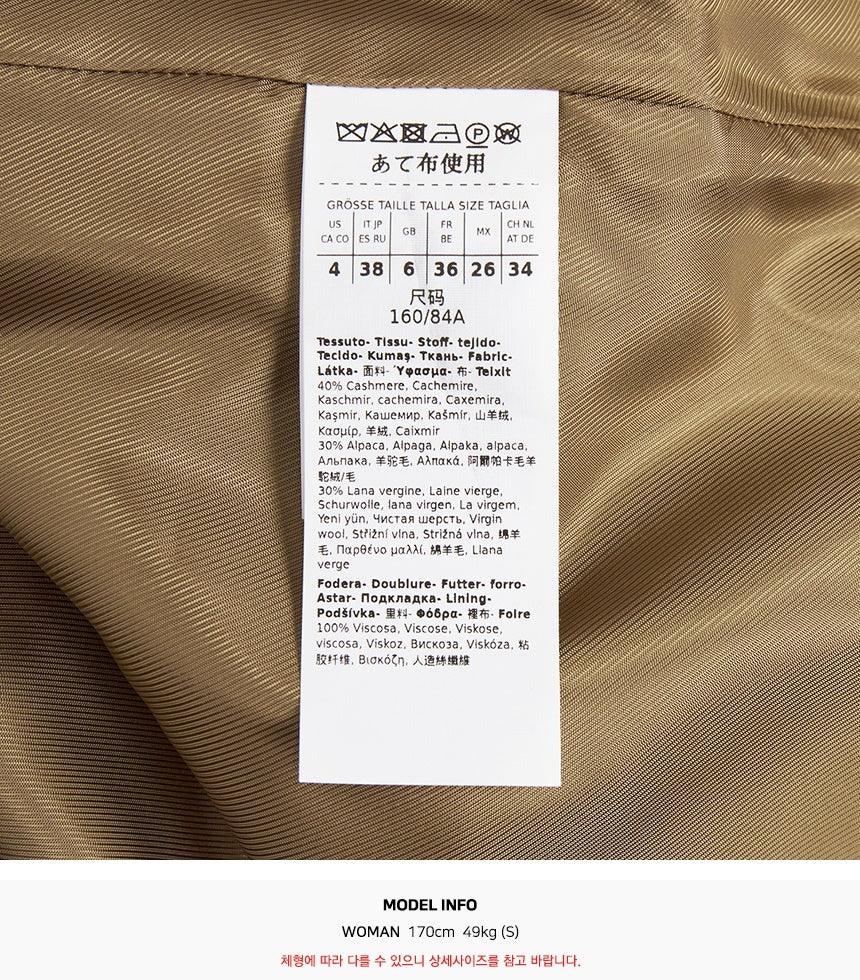 あて布使用
GRÖSSE TAILLE TALLA SIZE TAGLIA
US IT JP GB FR MX CH NL
CA CO ES RU BE AT DE
4 38 6 36 26 34
尺码
160/84A
Tessuto- Tissu- Stoff- tejido-
Tecido- Kumaş- Ткань- Fabric-
Látka- 面料- Ύφασμα- 布- Teixit
40% Cashmere, Cachemire,
Kaschmir, cachemira, Caxemira,
Kaşmir, Кашемир, Kašmír, 山羊绒,
Κασμίρ, 羊絨, Caixmir
30% Alpaca, Alpaga, Alpaka, alpaca,
Альпака, 羊驼毛, Αλπακά, 阿爾帕卡毛羊
駝絨/毛
30% Lana vergine, Laine vierge,
Schurwolle, lana virgen, La virgem,
Yeni yün, Чистая шерсть, Virgin
wool, Střižní vlna, Strižná vlna, 绵羊
毛, Παρθένο μαλλί, 綿羊毛, Llana
verge
Fodera- Doublure- Futter- forro-
Astar- Подкладка- Lining-
Podšívka- 里料- Φόδρα- 裡布- Folre
100% Viscosa, Viscose, Viskose,
viscosa, Viskoz, Вискоза, Viskóza, 粘
胶纤维, Βισκόζη, 人造絲纖維
MODEL INFO
WOMAN 170cm 49kg (S)
체형에 따라 다를 수 있으니 상세사이즈를 참고 바랍니다.